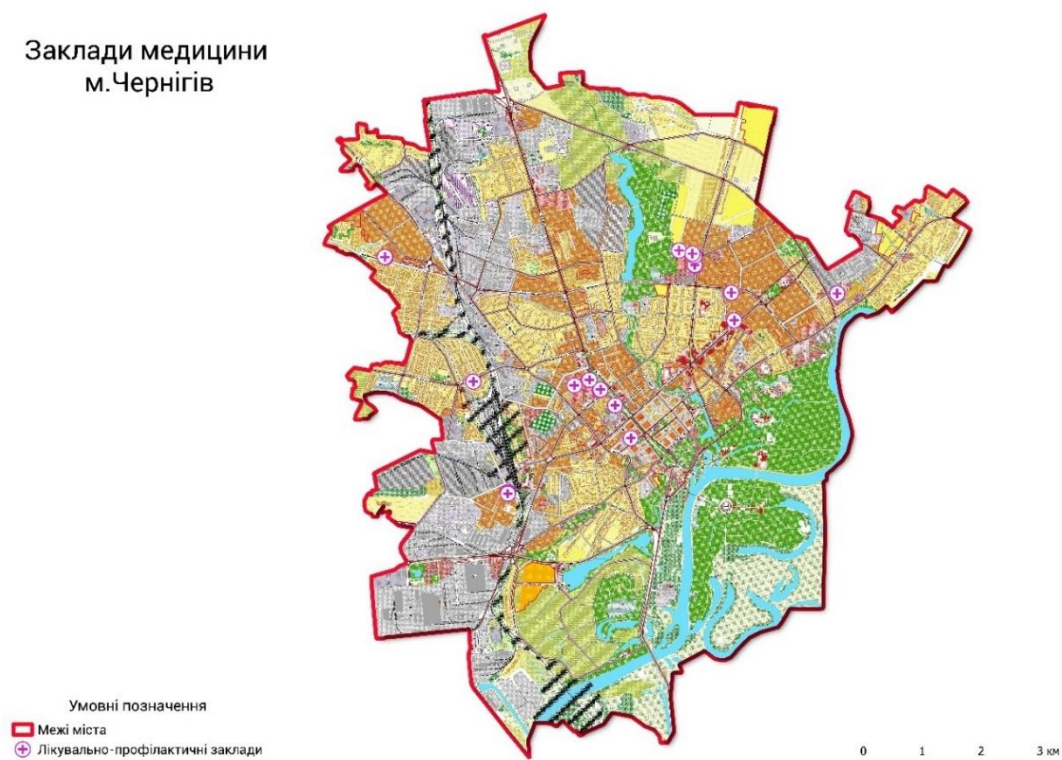 Заклади медицини
м.Чернігів
Умовні позначення
Межі міста
Лікувально-профілактичні заклади
0 1 2 3 км